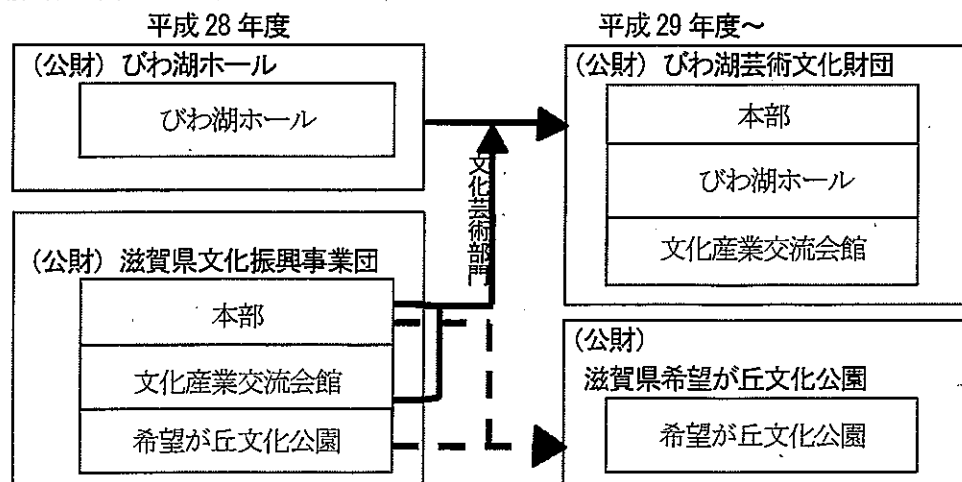 平成28年度
(公財) びわ湖ホール
びわ湖ホール
(公財) 滋賀県文化振興事業団
本部
文化産業交流会館
希望が丘文化公園
文化芸術部門
平成29年度~
(公財) びわ湖芸術文化財団
本部
びわ湖ホール
文化産業交流会館
(公財)
滋賀県希望が丘文化公園
希望が丘文化公園